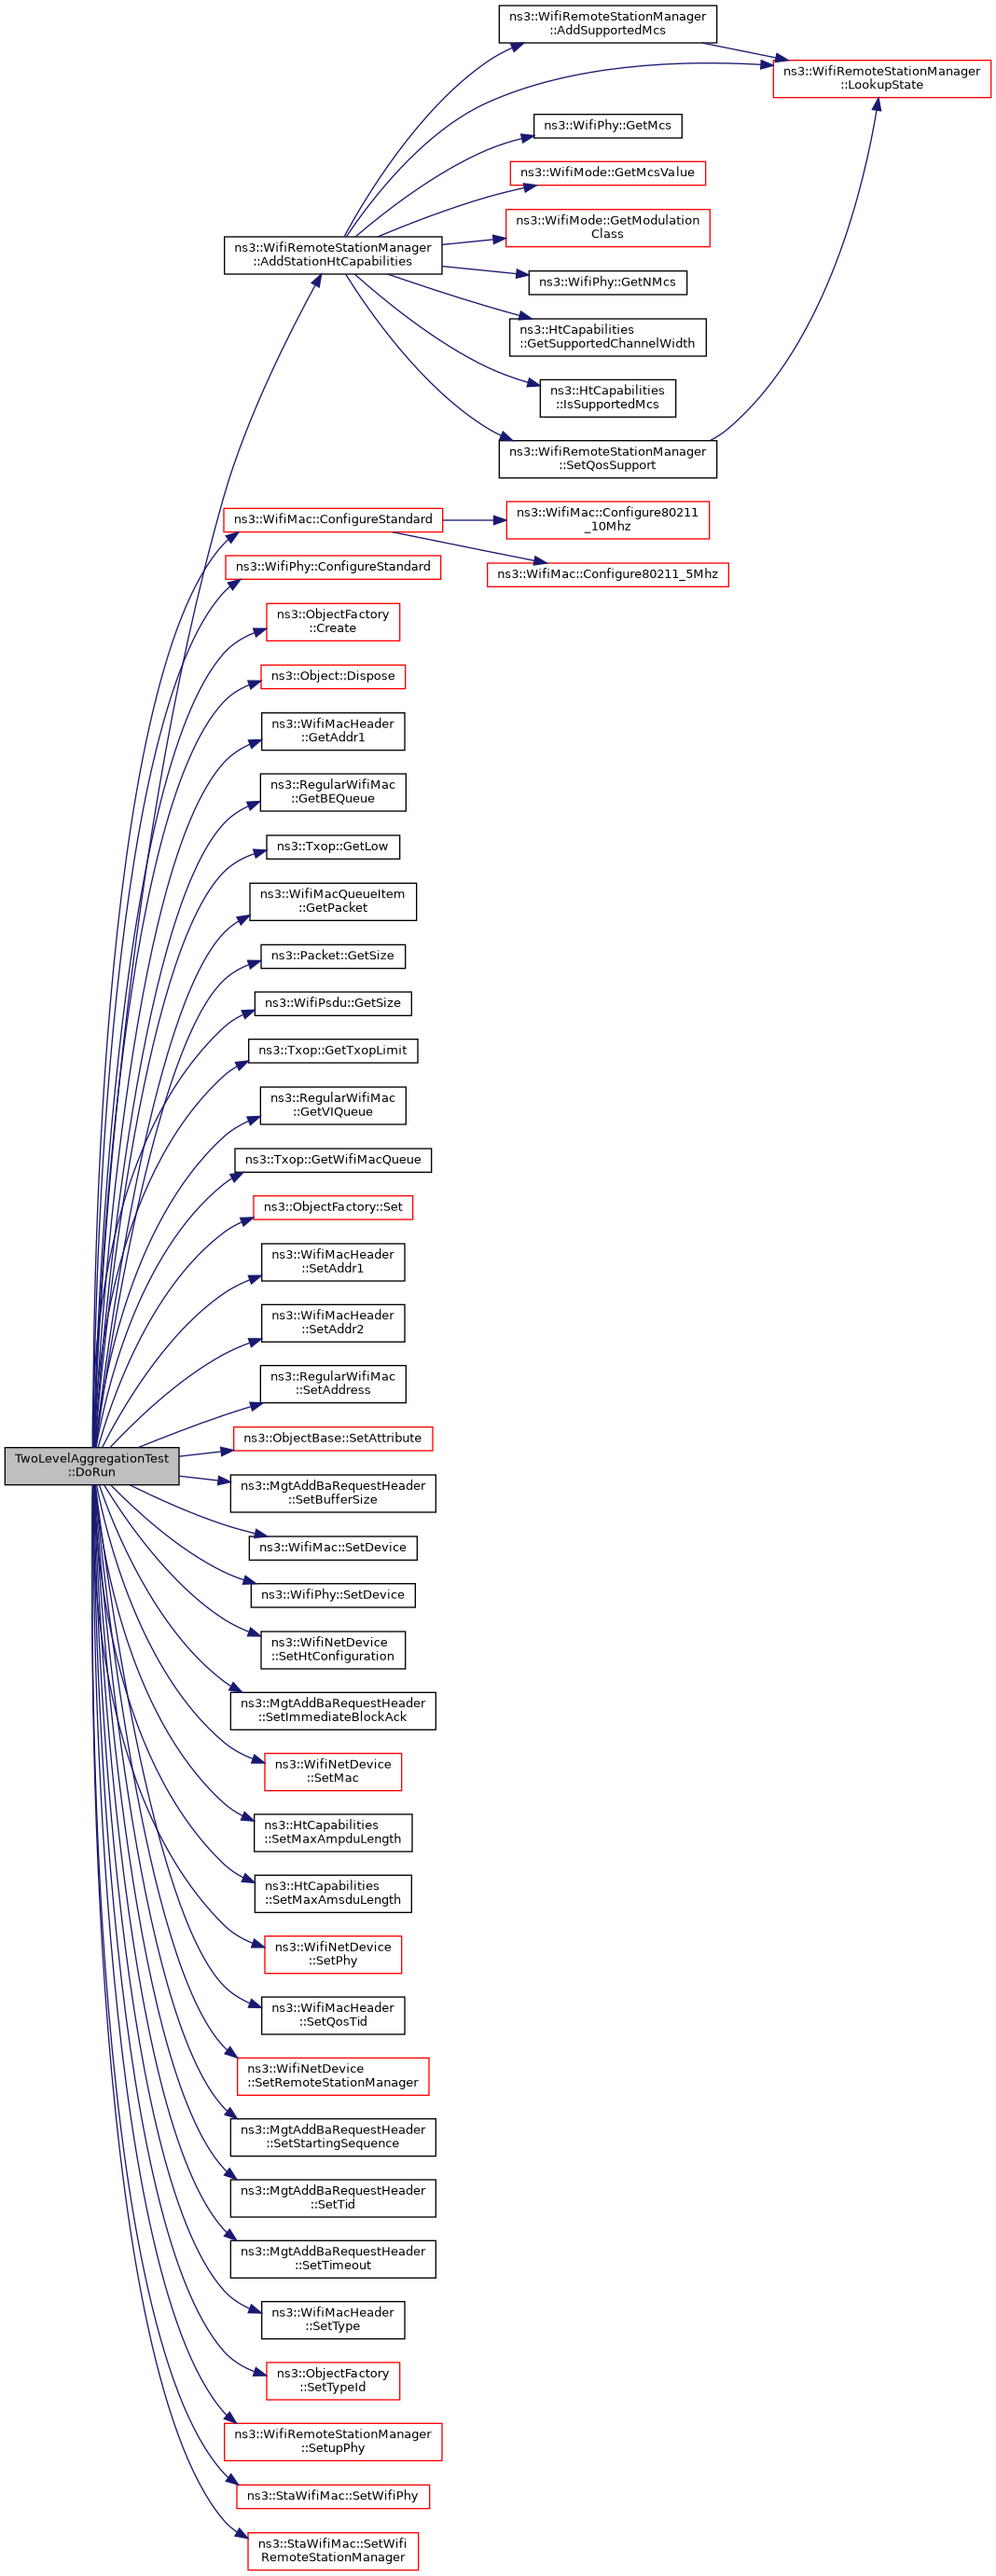 ns3::WifiRemoteStationManager
::AddSupportedMcs
ns3::WifiRemoteStationManager
::LookupState
ns3::WifiPhy::GetMcs
ns3::WifiMode::GetMcsValue
ns3::WifiMode::GetModulation
Class
ns3::WifiRemoteStationManager
::AddStationHtCapabilities
ns3::WifiPhy::GetNMcs
ns3::HtCapabilities
::GetSupportedChannelWidth
ns3::HtCapabilities
::IsSupportedMcs
ns3::WifiRemoteStationManager
::SetQosSupport
ns3::WifiMac::ConfigureStandard
ns3::WifiMac::Configure80211
_10Mhz
ns3::WifiPhy::ConfigureStandard
ns3::WifiMac::Configure80211_5Mhz
ns3::ObjectFactory
::Create
ns3::Object::Dispose
ns3::WifiMacHeader
::GetAddr1
ns3::RegularWifiMac
::GetBEQueue
ns3::Txop::GetLow
ns3::WifiMacQueueItem
::GetPacket
ns3::Packet::GetSize
ns3::WifiPsdu::GetSize
ns3::Txop::GetTxopLimit
ns3::RegularWifiMac
::GetVIQueue
ns3::Txop::GetWifiMacQueue
ns3::ObjectFactory::Set
ns3::WifiMacHeader
::SetAddr1
ns3::WifiMacHeader
::SetAddr2
ns3::RegularWifiMac
::SetAddress
ns3::ObjectBase::SetAttribute
TwoLevelAggregationTest
::DoRun
ns3::MgtAddBaRequestHeader
::SetBufferSize
ns3::WifiMac::SetDevice
ns3::WifiPhy::SetDevice
ns3::WifiNetDevice
::SetHtConfiguration
ns3::MgtAddBaRequestHeader
::SetImmediateBlockAck
ns3::WifiNetDevice
::SetMac
ns3::HtCapabilities
::SetMaxAmpduLength
ns3::HtCapabilities
::SetMaxAmsduLength
ns3::WifiNetDevice
::SetPhy
ns3::WifiMacHeader
::SetQosTid
ns3::WifiNetDevice
::SetRemoteStationManager
ns3::MgtAddBaRequestHeader
::SetStartingSequence
ns3::MgtAddBaRequestHeader
::SetTid
ns3::MgtAddBaRequestHeader
::SetTimeout
ns3::WifiMacHeader
::SetType
ns3::ObjectFactory
::SetTypeId
ns3::WifiRemoteStationManager
::SetupPhy
ns3::StaWifiMac::SetWifiPhy
ns3::StaWifiMac::SetWifi
RemoteStationManager